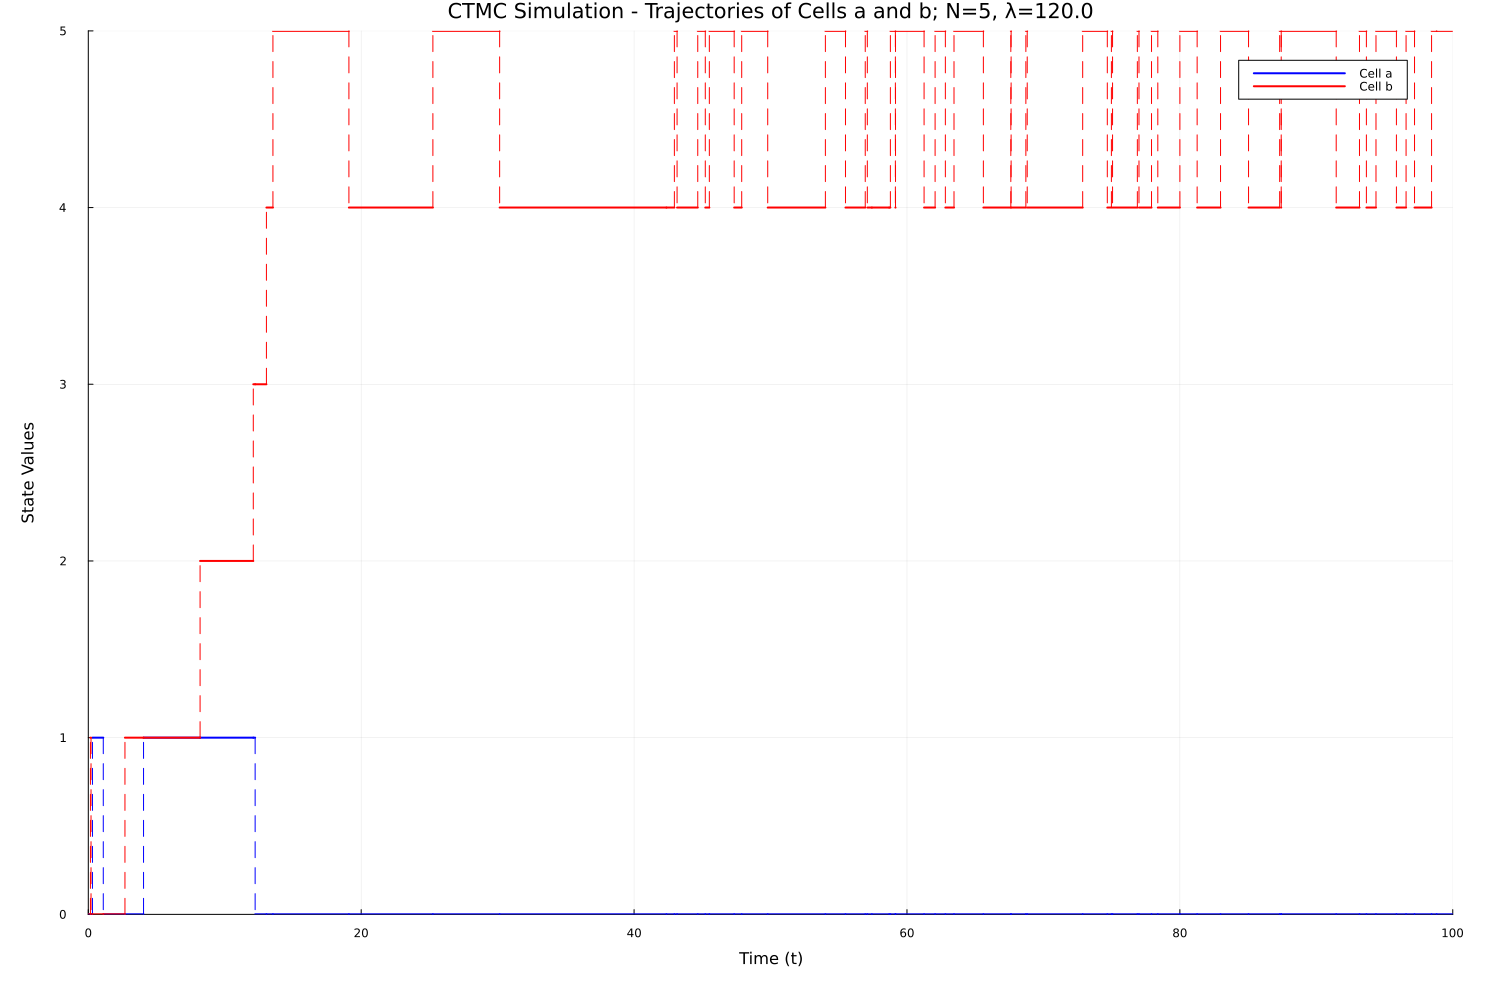 CTMC Simulation - Trajectories of Cells a and b; N=5, λ=120.0
5
Cell a
Cell b
4
3
State Values
2
1
0
0 20 40 60 80 100
Time (t)